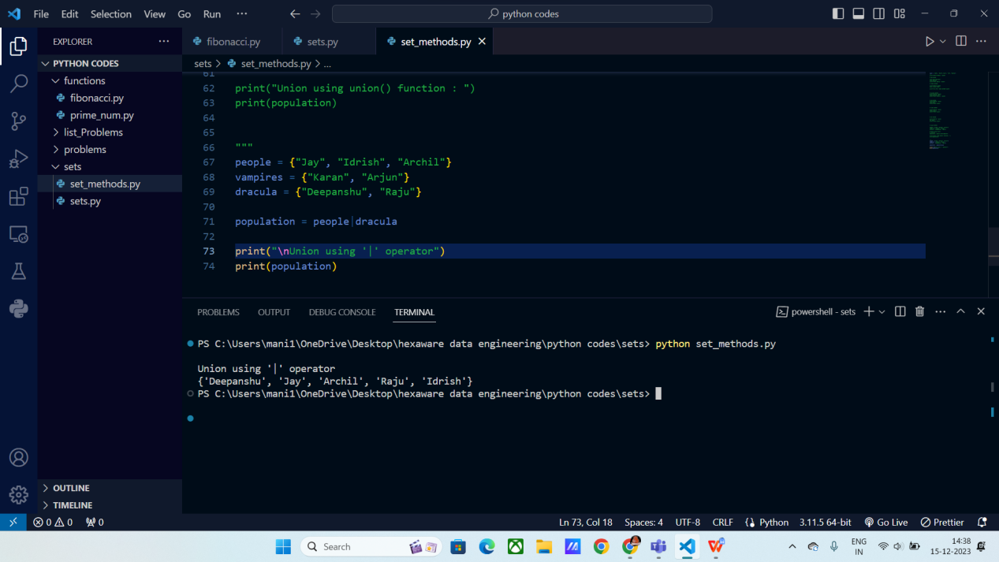 File Edit Selection View Go Run ···
python codes
EXPLORER ···
PYTHON CODES
functions
fibonacci.py
prime_num.py
list_Problems
problems
sets
set_methods.py
sets.py
OUTLINE
TIMELINE
fibonacci.py sets.py set_methods.py
sets > set_methods.py > ...
61
62 print("Union using union() function : ")
63 print(population)
64
65
66 """
67 people = {"Jay", "Idrish", "Archil"}
68 vampires = {"Karan", "Arjun"}
69 dracula = {"Deepanshu", "Raju"}
70
71 population = people|dracula
72
73 print("\nUnion using '|' operator")
74 print(population)
PROBLEMS OUTPUT DEBUG CONSOLE TERMINAL
powershell - sets
PS C:\Users\mani1\OneDrive\Desktop\hexaware data engineering\python codes\sets> python set_methods.py
Union using '|' operator
{'Deepanshu', 'Jay', 'Archil', 'Raju', 'Idrish'}
PS C:\Users\mani1\OneDrive\Desktop\hexaware data engineering\python codes\sets>
0 0 0
Ln 73, Col 18 Spaces: 4 UTF-8 CRLF Python 3.11.5 64-bit Go Live Prettier
Search
ENG
IN
14:38
15-12-2023